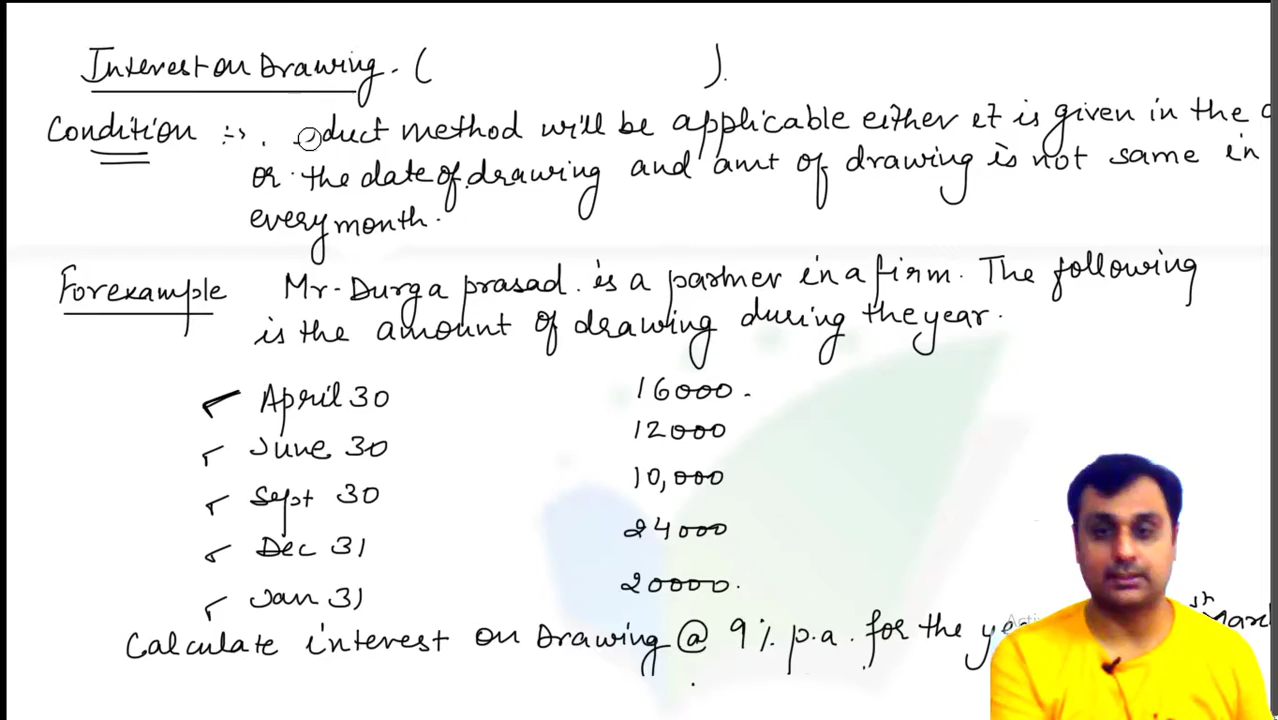 Interest on Drawing. ( ).
Condition :→ . duct method will be applicable either it is given in the
or the date of drawing and amt of drawing is not same in
every month.
For example Mr. Durga prasad. is a partner in a firm. The following
is the amount of drawing during the year.
April 30 16000.
June 30 12000
Sept 30 10,000
Dec 31 24000
Jan 31 20000.
Calculate interest on Drawing @ 9% p.a. for the